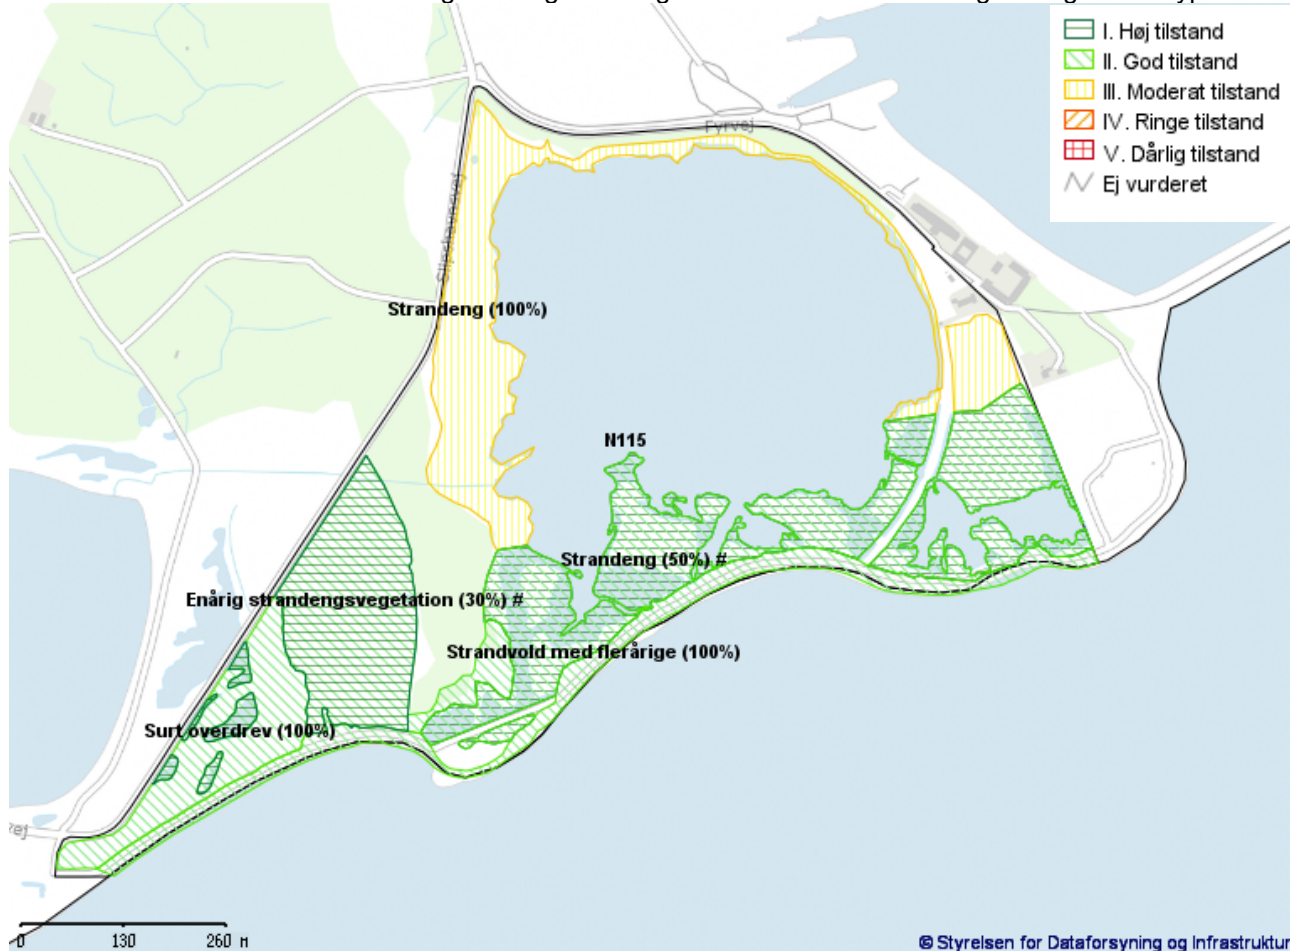 I. Høj tilstand
II. God tilstand
III. Moderat tilstand
IV. Ringe tilstand
V. Dårlig tilstand
Ej vurderet
Fyrvej
Slipshavnsvej
Strandeng (100%)
N115
Strandeng (50%) #
Enårig strandengsvegetation (30%) #
Strandvold med flerårige (100%)
Surt overdrev (100%)
0 130 260 M
© Styrelsen for Dataforsyning og Infrastruktur